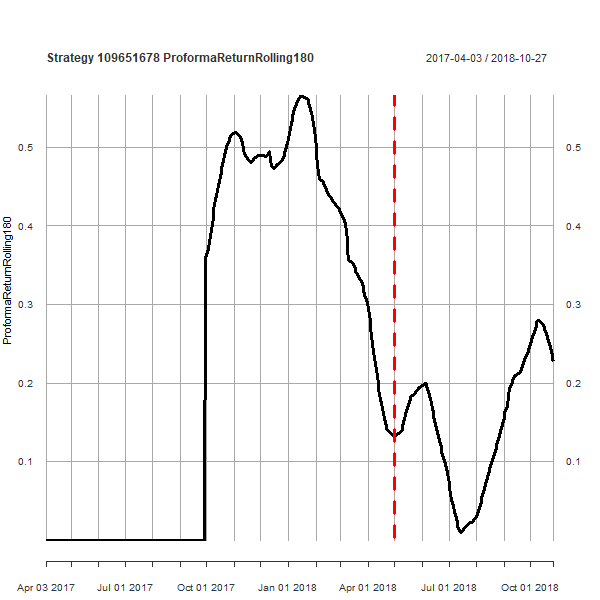 Strategy 109651678 ProformaReturnRolling180
2017-04-03 / 2018-10-27
ProformaReturnRolling180
0.5 0.5
0.4 0.4
0.3 0.3
0.2 0.2
0.1 0.1
Apr 03 2017 Jul 01 2017 Oct 01 2017 Jan 01 2018 Apr 01 2018 Jul 01 2018 Oct 01 2018